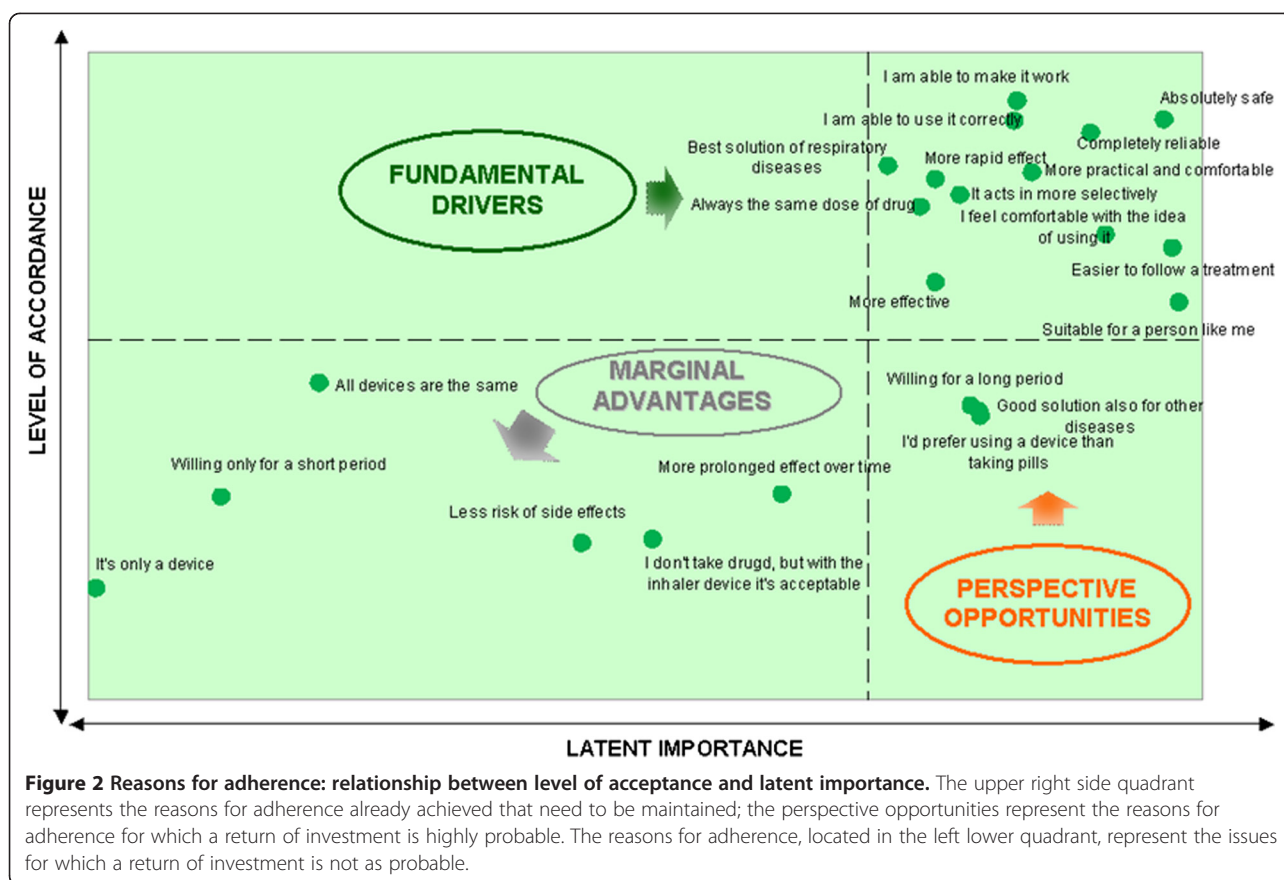 I am able to make it work
Absolutely safe
I am able to use it correctly
Completely reliable
Best solution of respiratory
diseases
More rapid effect
More practical and comfortable
FUNDAMENTAL
DRIVERS
It acts in more selectively
Always the same dose of drug
I feel comfortable with the idea
of using it
Easier to follow a treatment
More effective
Suitable for a person like me
LEVEL OF ACCORDANCE
All devices are the same
MARGINAL
ADVANTAGES
Willing for a long period
Good solution also for other
diseases
I'd prefer using a device than
taking pills
Willing only for a short period
More prolonged effect over time
Less risk of side effects
It's only a device
I don't take drugd, but with the
inhaler device it's acceptable
PERSPECTIVE
OPPORTUNITIES
LATENT IMPORTANCE
Figure 2 Reasons for adherence: relationship between level of acceptance and latent importance. The upper right side quadrant
represents the reasons for adherence already achieved that need to be maintained; the perspective opportunities represent the reasons for
adherence for which a return of investment is highly probable. The reasons for adherence, located in the left lower quadrant, represent the issues
for which a return of investment is not as probable.